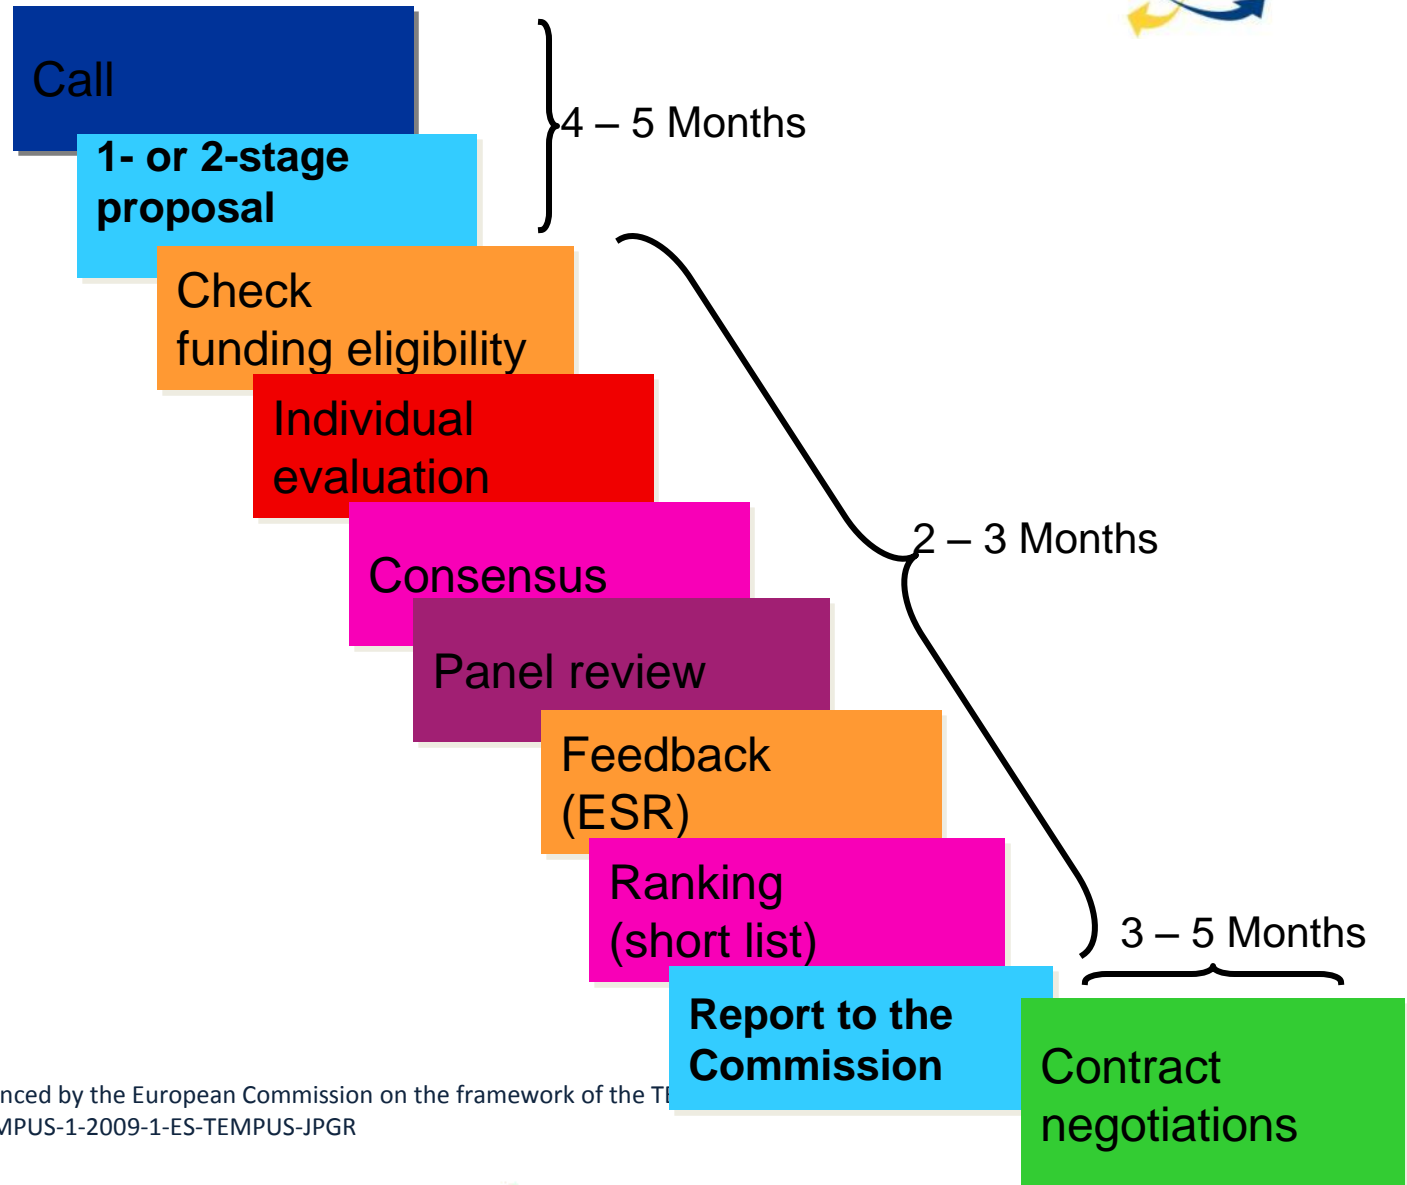 Call
4 – 5 Months
1- or 2-stage
proposal
Check
funding eligibility
Individual
evaluation
2 – 3 Months
Consensus
Panel review
Feedback
(ESR)
Ranking
(short list)
3 – 5 Months
Report to the
Commission
Contract
negotiations
nced by the European Commission on the framework of the TE
MPUS-1-2009-1-ES-TEMPUS-JPGR